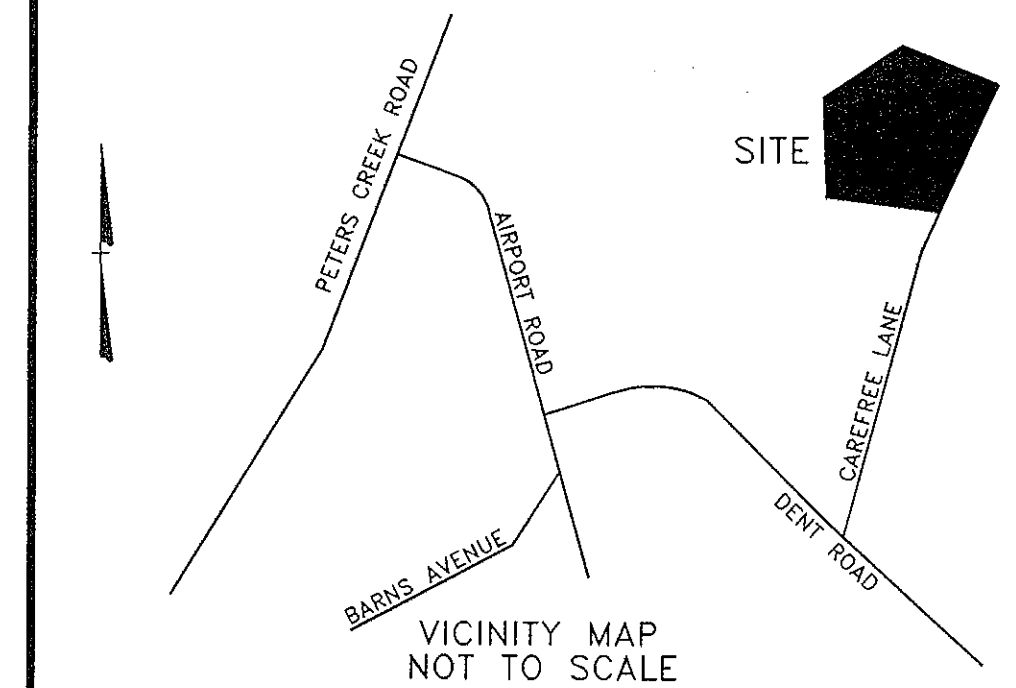 PETERS CREEK ROAD
SITE
AIRPORT ROAD
CAREFREE LANE
DENT ROAD
BARNS AVENUE
VICINITY MAP
NOT TO SCALE